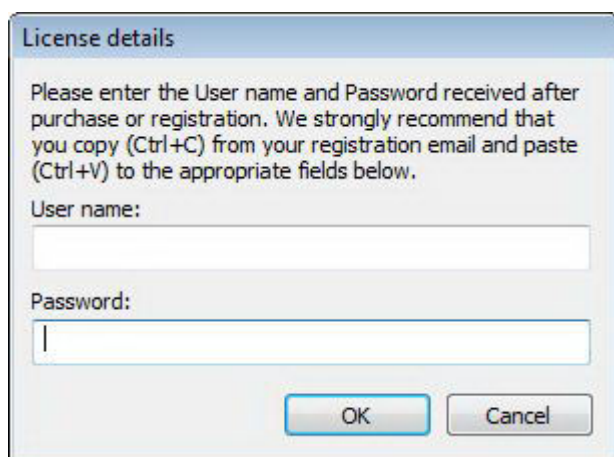 License details
Please enter the User name and Password received after
purchase or registration. We strongly recommend that
you copy (Ctrl+C) from your registration email and paste
(Ctrl+V) to the appropriate fields below.
User name:
Password:
OK
Cancel